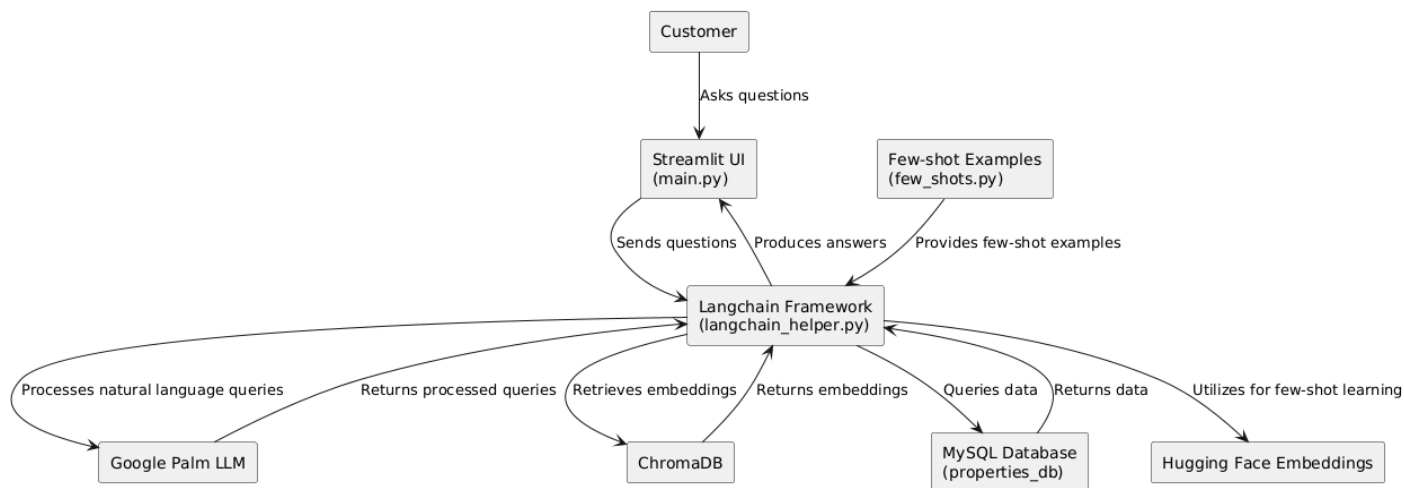 Customer
Asks questions
Streamlit UI
(main.py)
Few-shot Examples
(few_shots.py)
Sends questions
Produces answers
Provides few-shot examples
Langchain Framework
(langchain_helper.py)
Processes natural language queries
Returns processed queries
Retrieves embeddings
Returns embeddings
Queries data
Returns data
Utilizes for few-shot learning
Google Palm LLM
ChromaDB
MySQL Database
(properties_db)
Hugging Face Embeddings